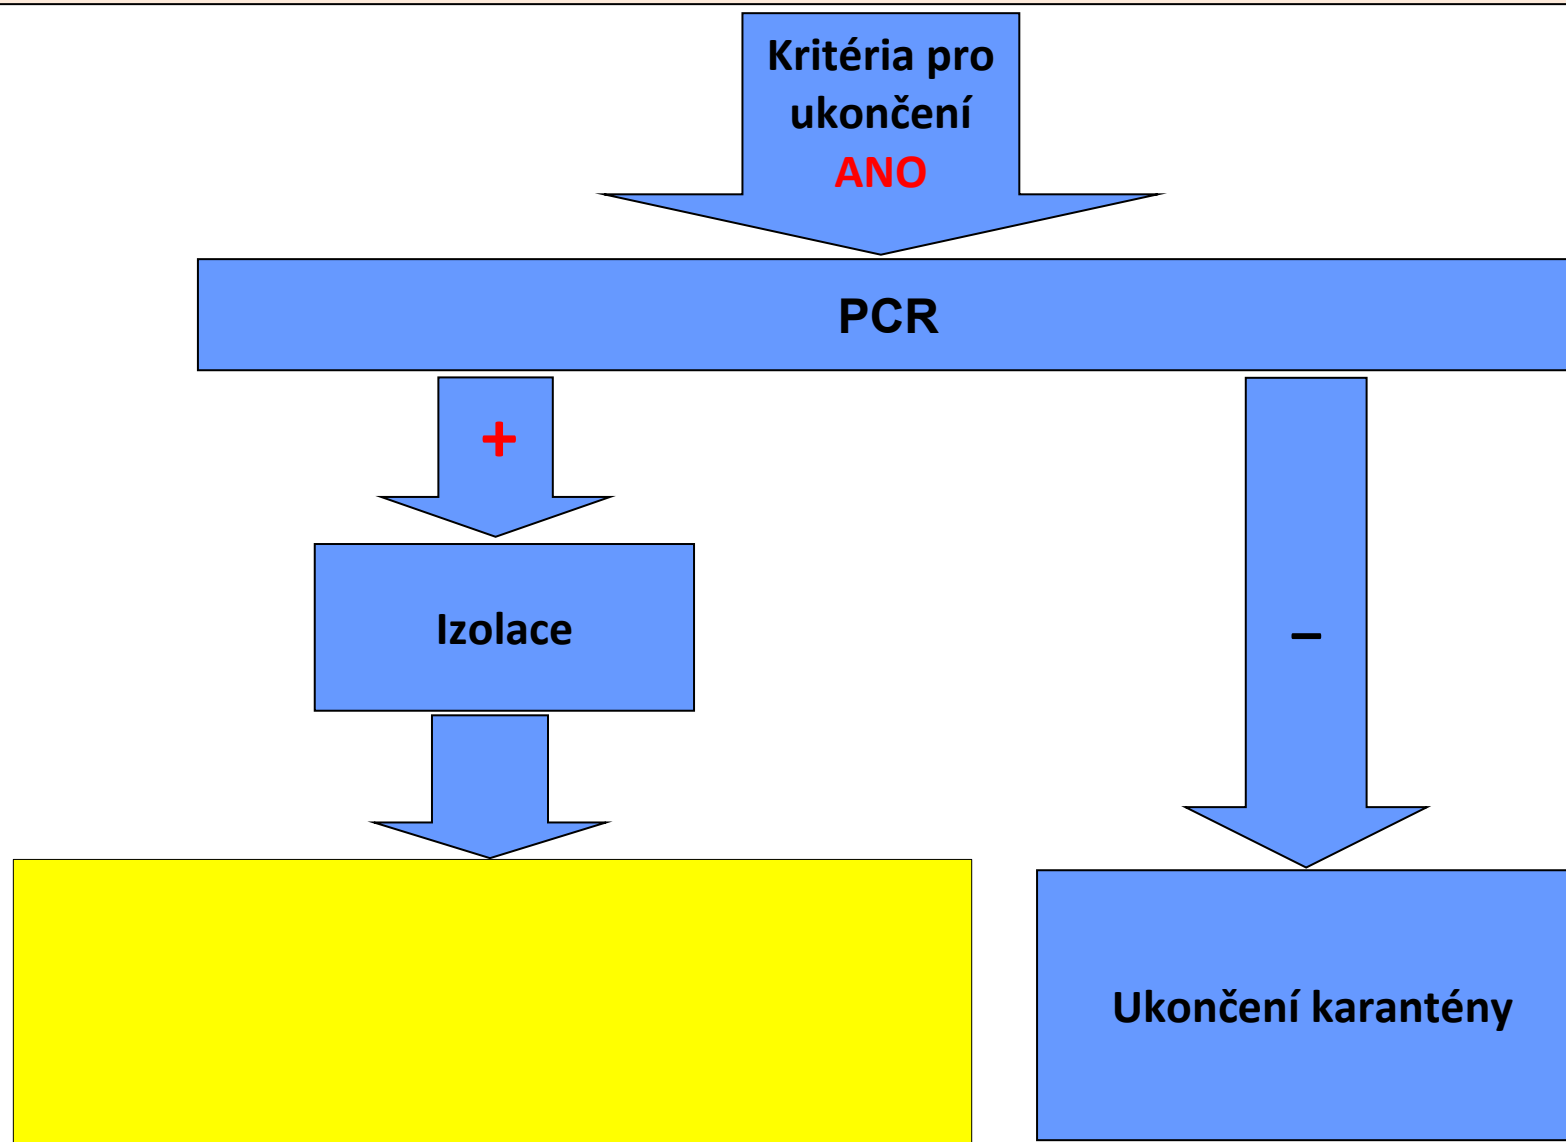 Kritéria pro
ukončení
ANO
PCR
+
Izolace
–
Ukončení karantény